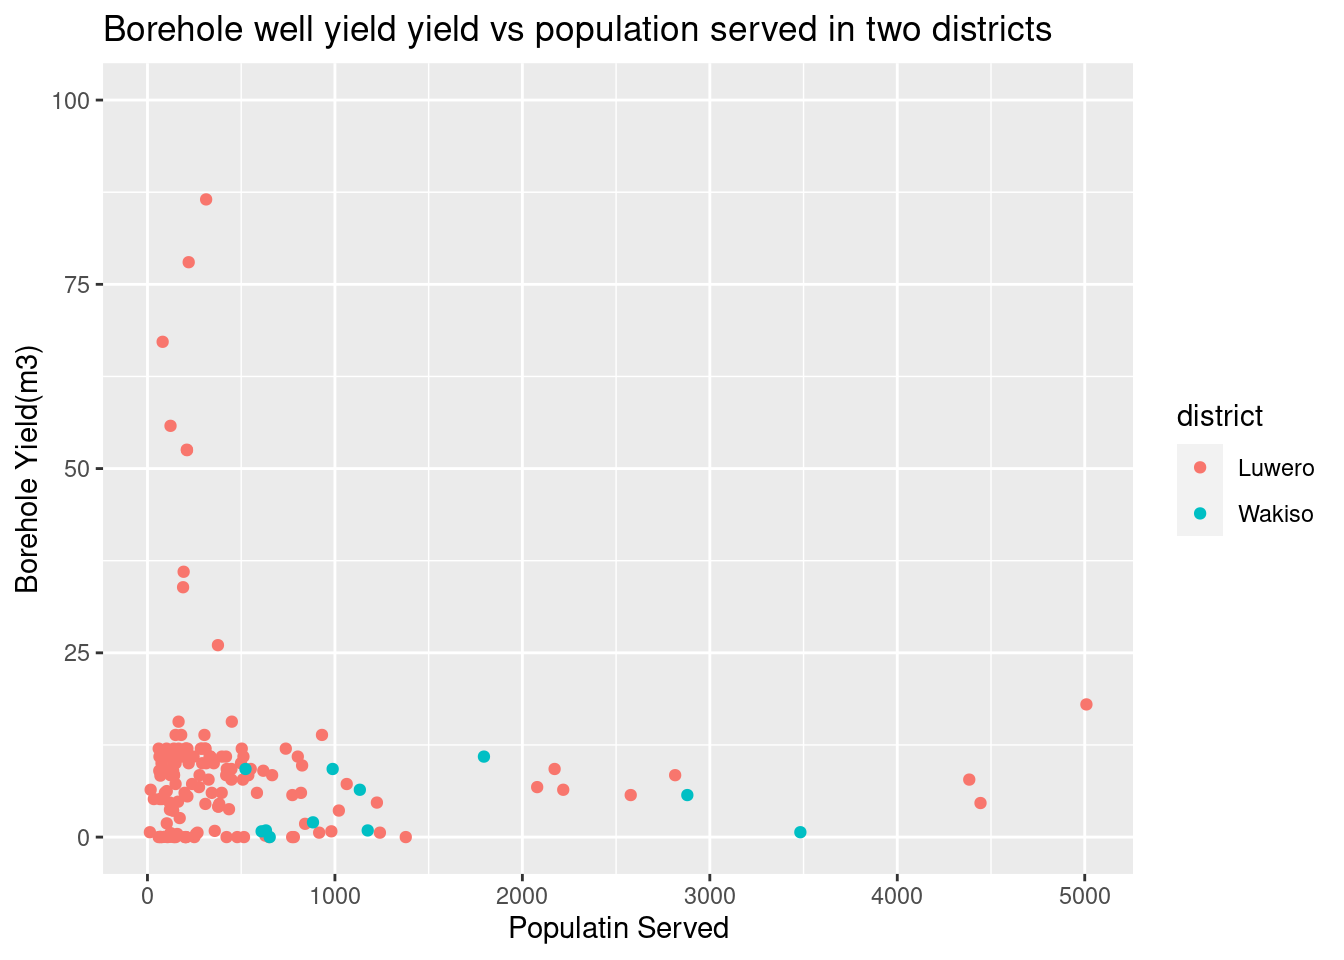 Borehole well yield yield vs population served in two districts
100
75
50
25
0
Borehole Yield(m3)
0 1000 2000 3000 4000 5000
Populatin Served
district
Luwero
Wakiso